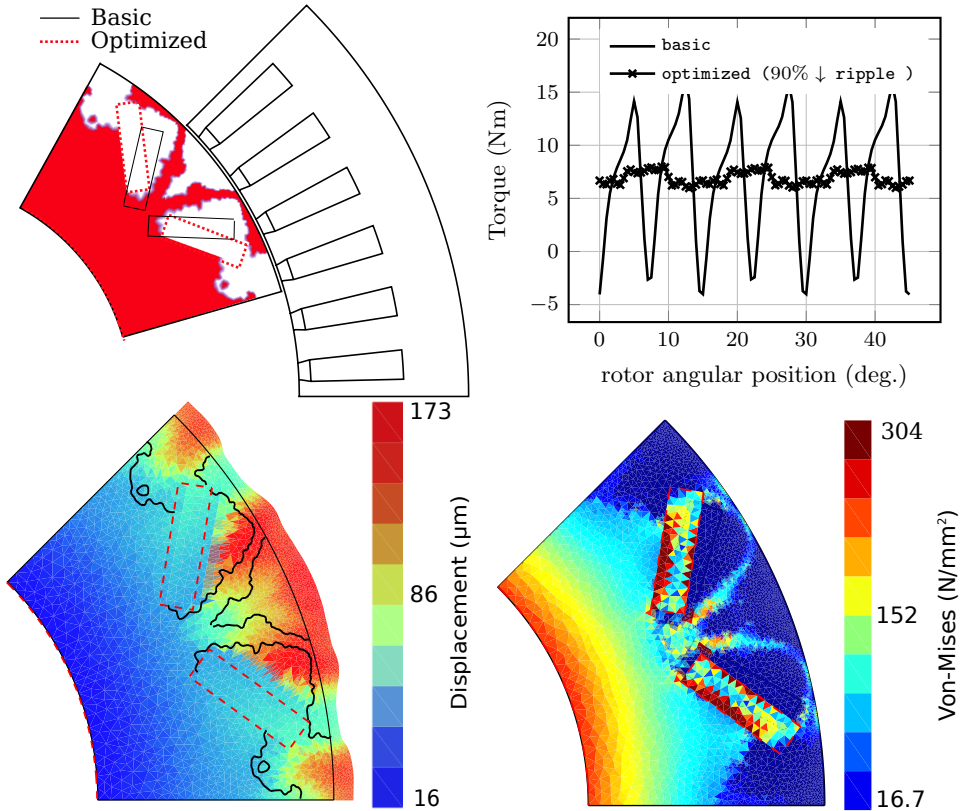 Basic
Optimized
basic
optimized (90% ↓ ripple )
Torque (Nm)
20
15
10
5
0
−5
0
10
20
30
40
rotor angular position (deg.)
173
86
16
Displacement (µm)
304
152
16.7
Von-Mises (N/mm²)